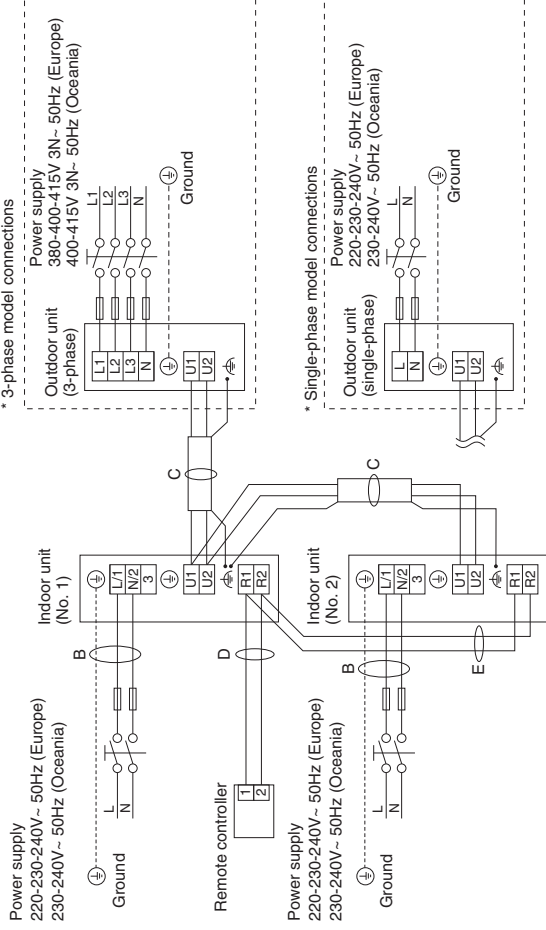 * 3-phase model connections
Power supply
380-400-415V 3N~ 50Hz (Europe)
400-415V 3N~ 50Hz (Oceania)
Outdoor unit
(3-phase)
L1
L2
L3
N
L1
L2
L3
N
Ground
U1
U2
* Single-phase model connections
Power supply
220-230-240V~ 50Hz (Europe)
230-240V~ 50Hz (Oceania)
Outdoor unit
(single-phase)
L
N
L
N
Ground
U1
U2
C
C
Indoor unit
(No. 1)
L/1
N/2
3
U1
U2
R1
R2
Indoor unit
(No. 2)
L/1
N/2
3
U1
U2
R1
R2
B
D
B
E
Power supply
220-230-240V~ 50Hz (Europe)
230-240V~ 50Hz (Oceania)
L
N
Ground
Remote controller
1
2
Power supply
220-230-240V~ 50Hz (Europe)
230-240V~ 50Hz (Oceania)
L
N
Ground